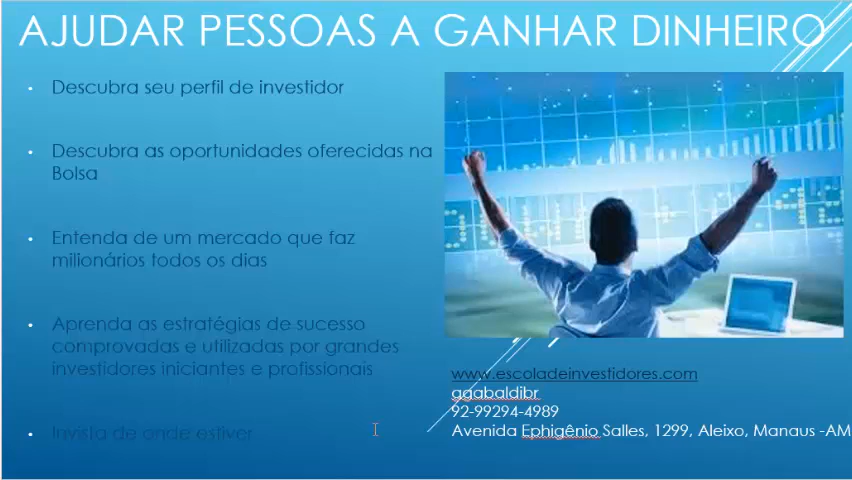 AJUDAR PESSOAS A GANHAR DINHEIRO
• Descubra seu perfil de investidor
• Descubra as oportunidades oferecidas na
Bolsa
• Entenda de um mercado que faz
milionários todos os dias
• Aprenda as estratégias de sucesso
comprovadas e utilizadas por grandes
investidores iniciantes e profissionais
• Invista de onde estiver
www.escoladeinvestidores.com
ggabaldibr
92-99294-4989
Avenida Ephigênio Salles, 1299, Aleixo, Manaus -AM